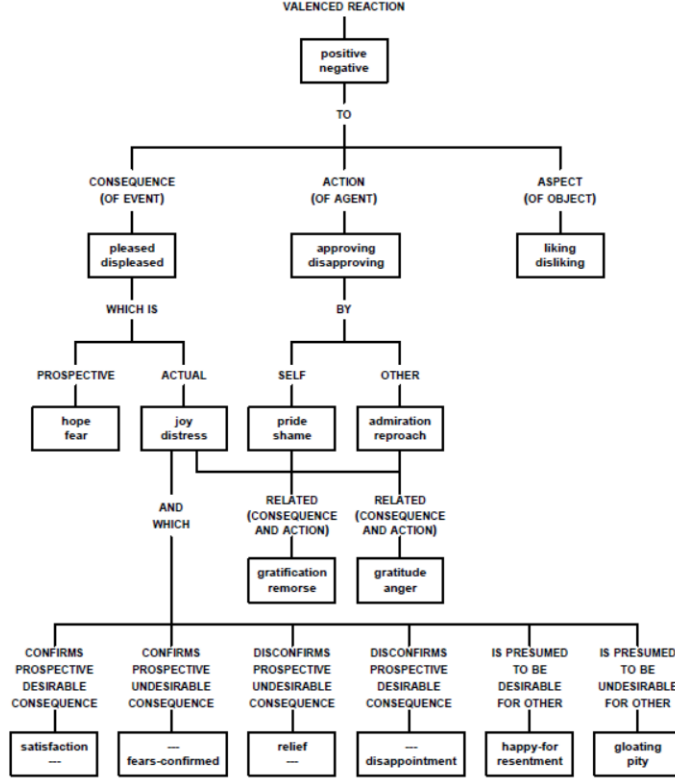 VALENCED REACTION
positive
negative
TO
CONSEQUENCE
(OF EVENT)
ACTION
(OF AGENT)
ASPECT
(OF OBJECT)
pleased
displeased
approving
disapproving
liking
disliking
WHICH IS
BY
PROSPECTIVE
ACTUAL
SELF
OTHER
hope
fear
joy
distress
pride
shame
admiration
reproach
AND
WHICH
RELATED
(CONSEQUENCE
AND ACTION)
RELATED
(CONSEQUENCE
AND ACTION)
gratification
remorse
gratitude
anger
CONFIRMS
PROSPECTIVE
DESIRABLE
CONSEQUENCE
CONFIRMS
PROSPECTIVE
UNDESIRABLE
CONSEQUENCE
DISCONFIRMS
PROSPECTIVE
UNDESIRABLE
CONSEQUENCE
DISCONFIRMS
PROSPECTIVE
DESIRABLE
CONSEQUENCE
IS PRESUMED
TO BE
DESIRABLE
FOR OTHER
IS PRESUMED
TO BE
UNDESIRABLE
FOR OTHER
satisfaction
---
---
fears-confirmed
relief
---
---
disappointment
happy-for
resentment
gloating
pity